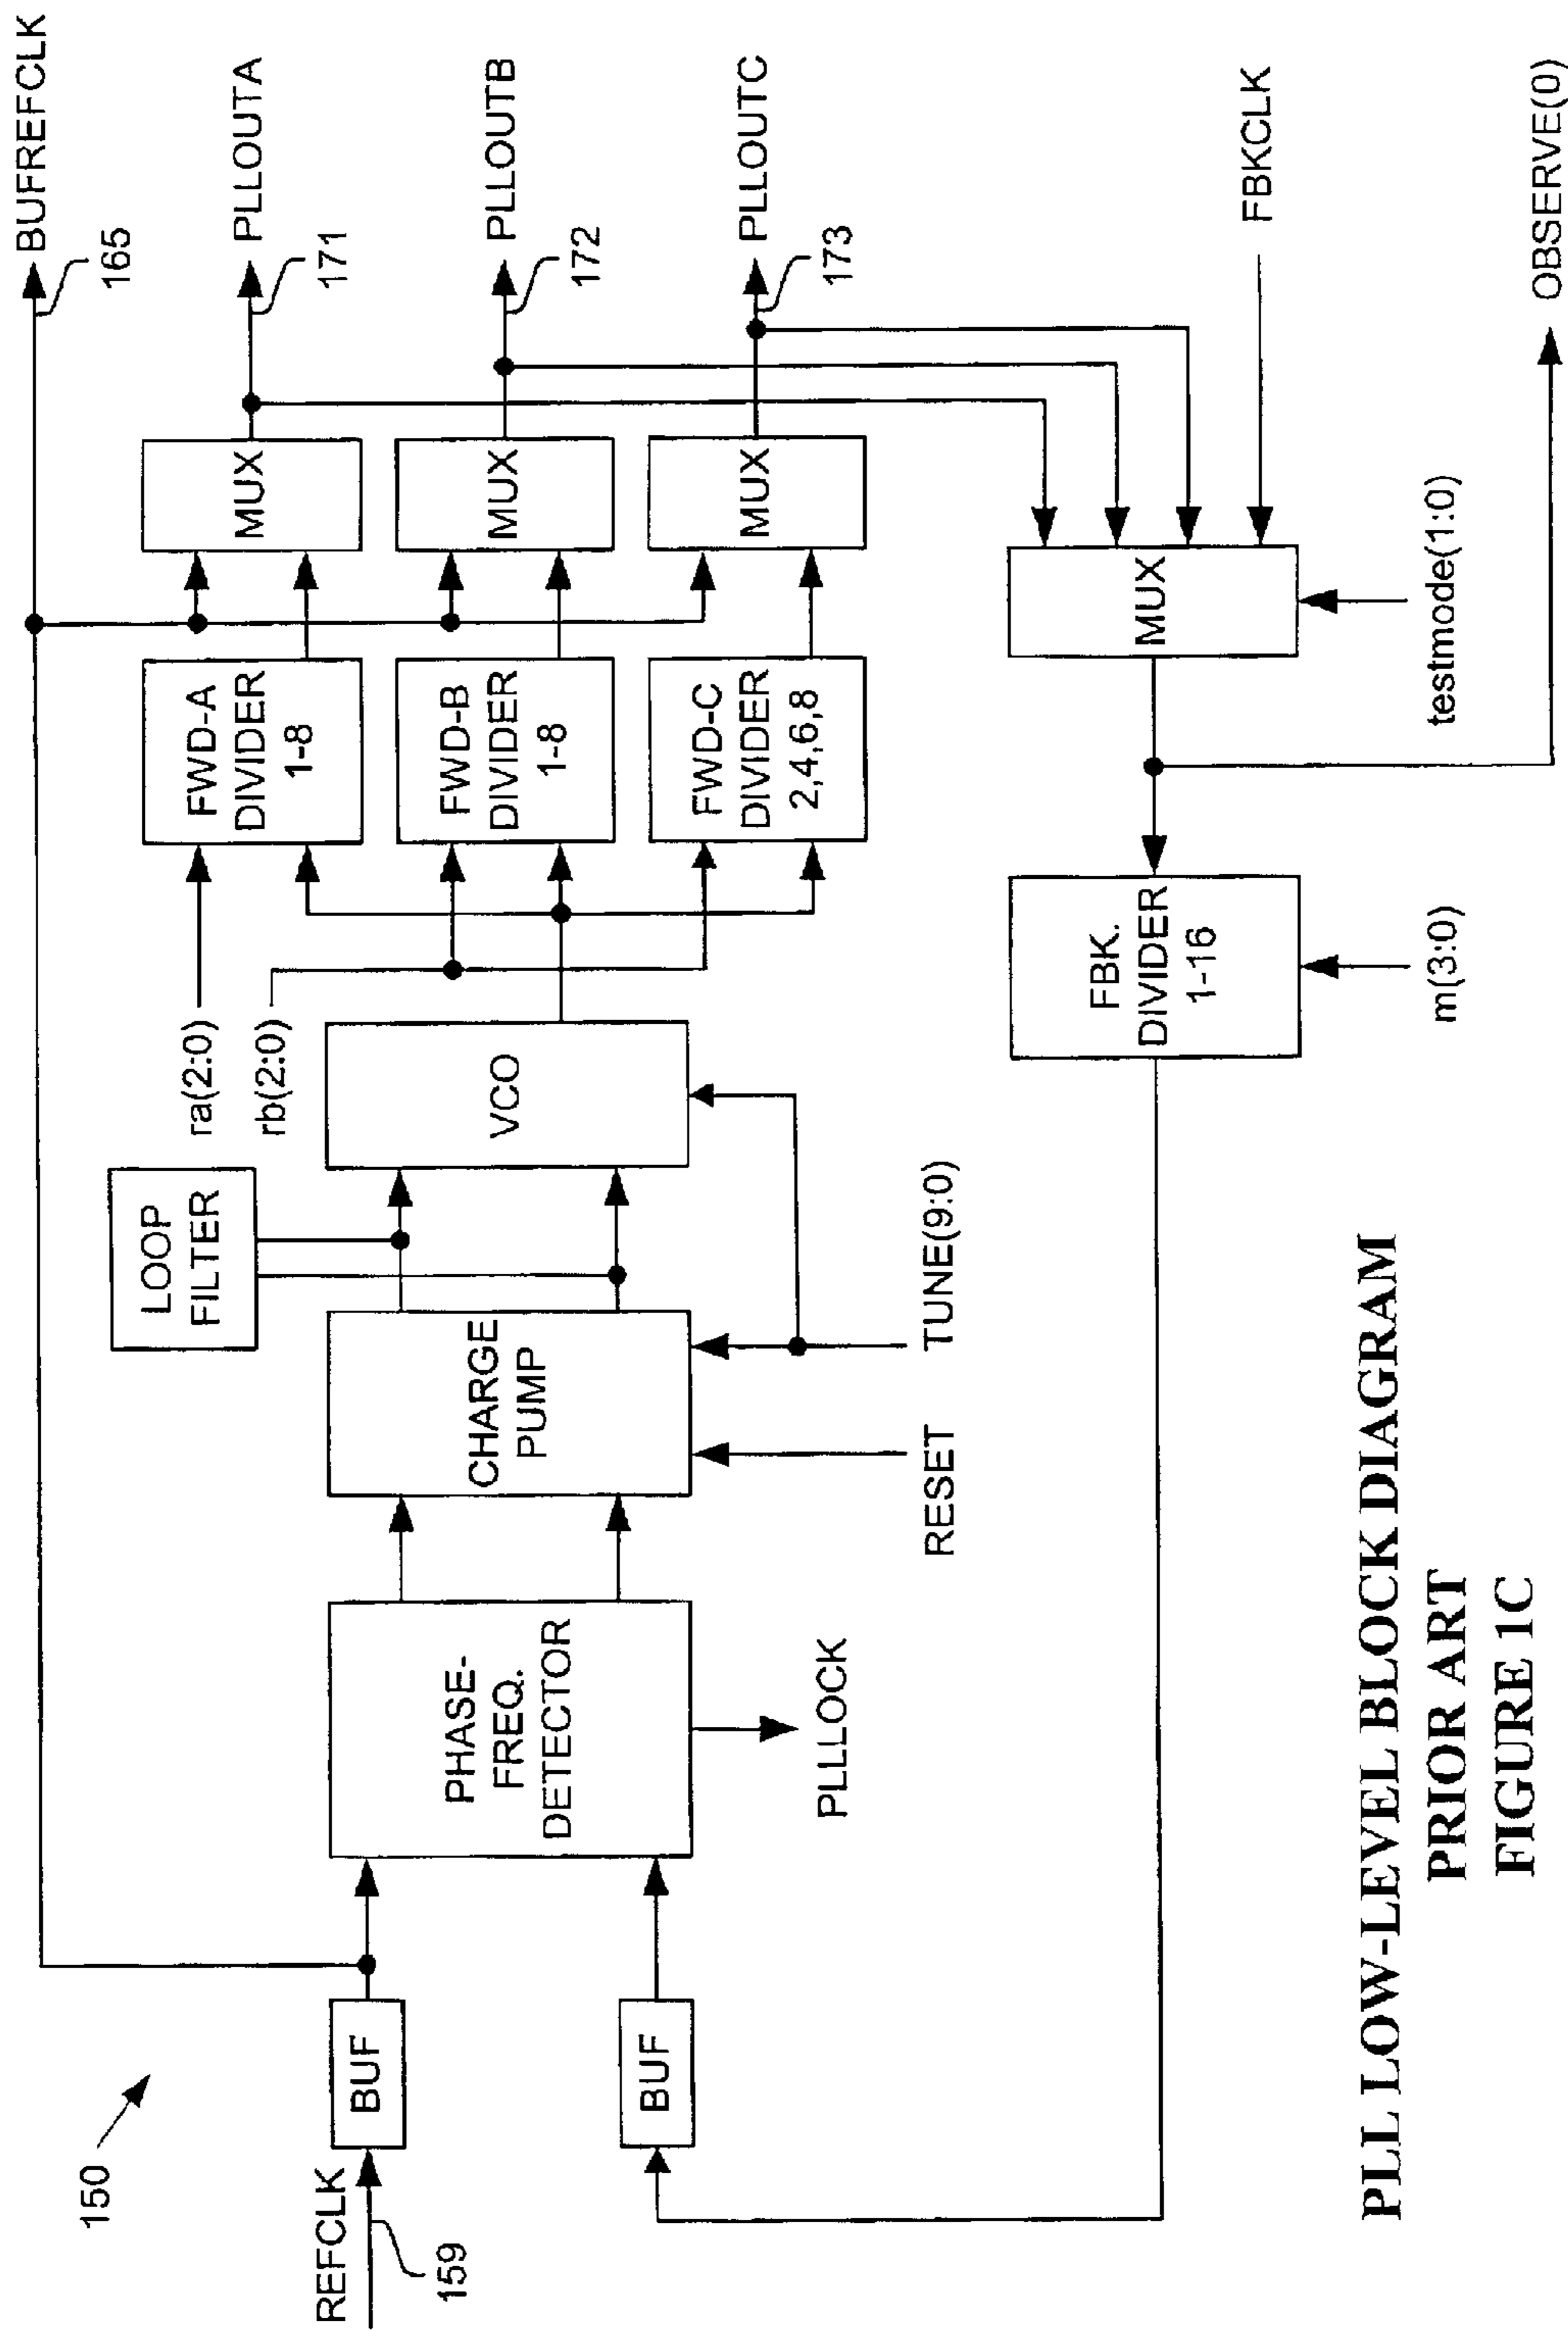 150
REFCLK
159
BUF
BUF
PHASE-
FREQ.
DETECTOR
PLLLOCK
CHARGE
PUMP
RESET
TUNE(9:0)
LOOP
FILTER
VCO
ra(2:0)
rb(2:0)
FWD-A
DIVIDER
1-8
FWD-B
DIVIDER
1-8
FWD-C
DIVIDER
2,4,6,8
MUX
MUX
MUX
BUFREFCLK
165
PLLOUTA
171
PLLOUTB
172
PLLOUTC
173
FBKCLK
MUX
testmode(1:0)
FBK.
DIVIDER
1-16
m(3:0)
OBSERVE(0)
PLL LOW-LEVEL BLOCK DIAGRAM
PRIOR ART
FIGURE 1C